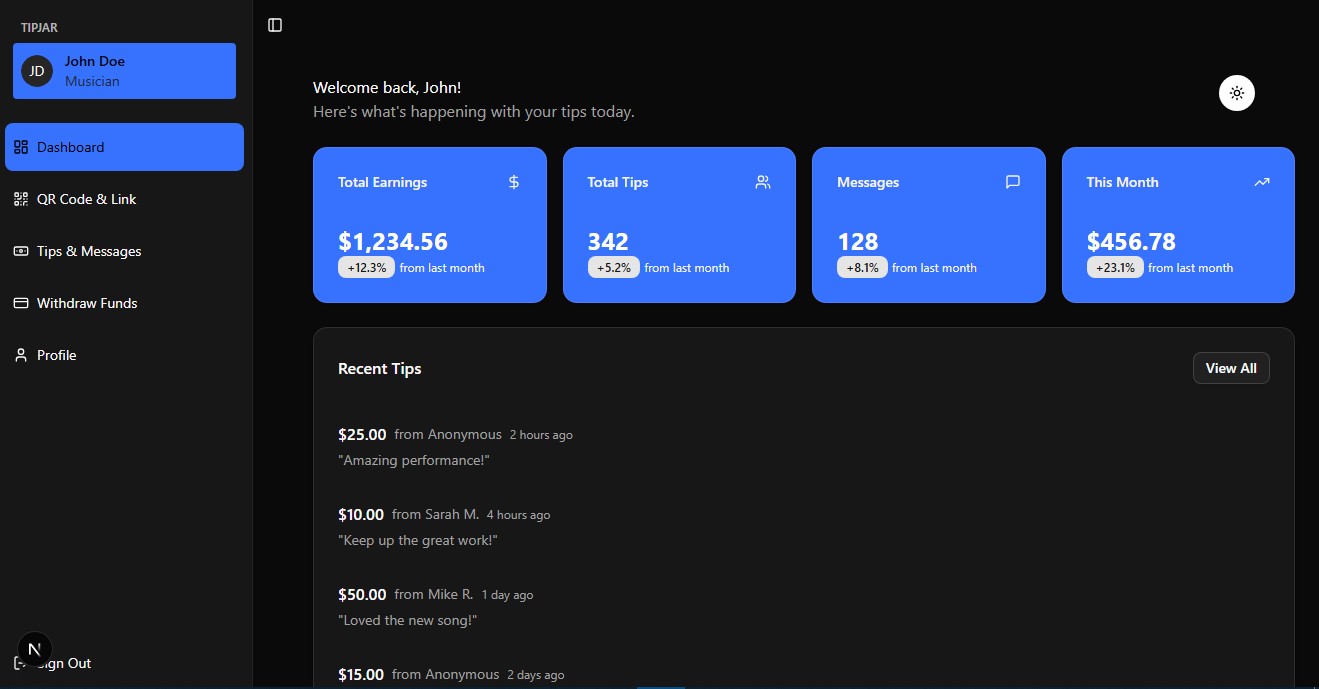 TIPJAR
JD
John Doe
Musician
Dashboard
QR Code & Link
Tips & Messages
Withdraw Funds
Profile
N
Out
Welcome back, John!
Here's what's happening with your tips today.
Total Earnings
$
$1,234.56
+12.3% from last month
Total Tips
342
+5.2% from last month
Messages
128
+8.1% from last month
This Month
$456.78
+23.1% from last month
Recent Tips
View All
$25.00 from Anonymous 2 hours ago
"Amazing performance!"
$10.00 from Sarah M. 4 hours ago
"Keep up the great work!"
$50.00 from Mike R. 1 day ago
"Loved the new song!"
$15.00 from Anonymous 2 days ago